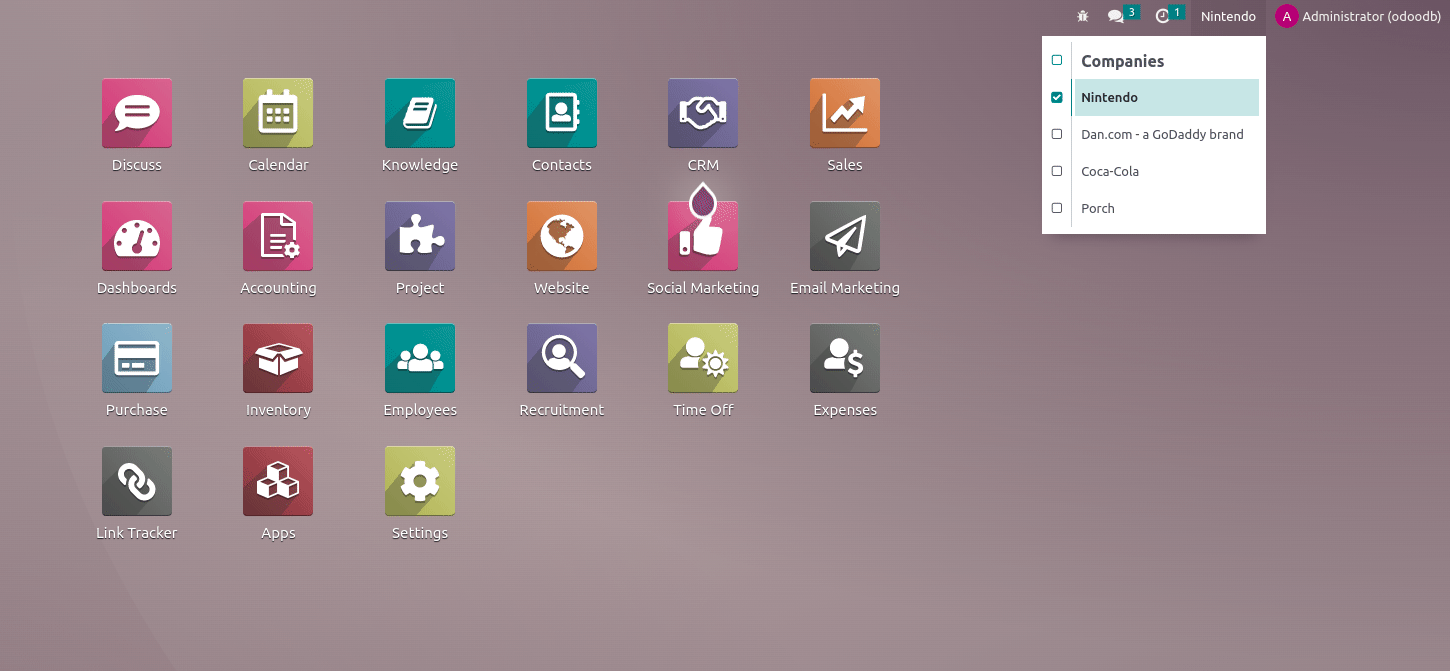 3
1
Nintendo
A
Administrator (odoodb)
Companies
Nintendo
Dan.com - a GoDaddy brand
Coca-Cola
Porch
Discuss
Calendar
Knowledge
Contacts
CRM
Sales
Dashboards
Accounting
Project
Website
Social Marketing
Email Marketing
Purchase
Inventory
Employees
Recruitment
Time Off
Expenses
Link Tracker
Apps
Settings